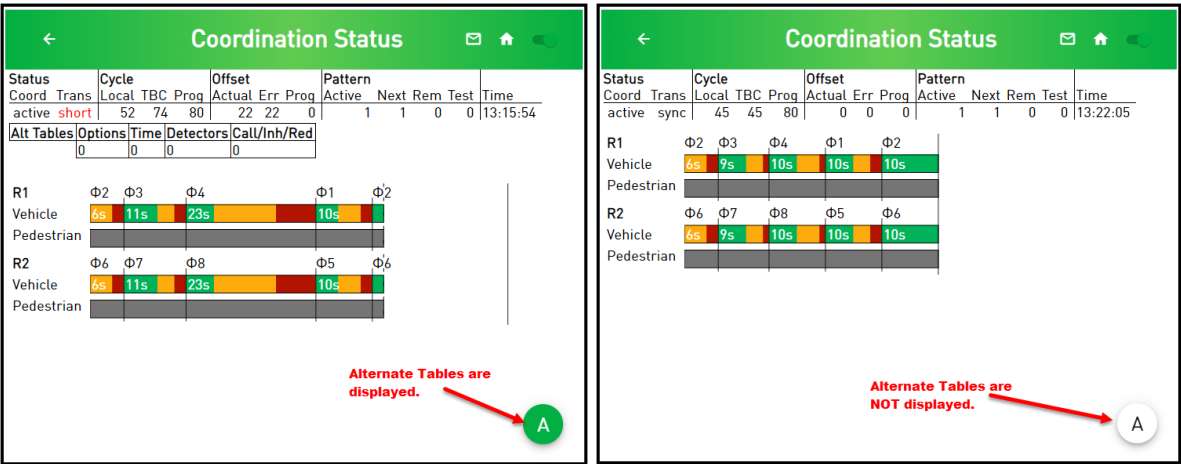 Coordination Status
Status Cycle Offset Pattern
Coord Trans Local TBC Prog Actual Err Prog Active Next Rem Test Time
active short 52 74 80 22 22 0 1 1 0 0 13:15:54
Alt Tables Options Time Detectors Call/Inh/Red
0 0 0 0
R1 Φ2 Φ3 Φ4 Φ1 Φ2
Vehicle 6s 11s 23s 10s
Pedestrian
R2 Φ6 Φ7 Φ8 Φ5 Φ6
Vehicle 6s 11s 23s 10s
Pedestrian
Alternate Tables are
displayed.
A
Coordination Status
Status Cycle Offset Pattern
Coord Trans Local TBC Prog Actual Err Prog Active Next Rem Test Time
active sync 45 45 80 0 0 0 1 1 0 0 13:22:05
R1 Φ2 Φ3 Φ4 Φ1 Φ2
Vehicle 6s 9s 10s 10s 10s
Pedestrian
R2 Φ6 Φ7 Φ8 Φ5 Φ6
Vehicle 6s 9s 10s 10s 10s
Pedestrian
Alternate Tables are
NOT displayed.
A